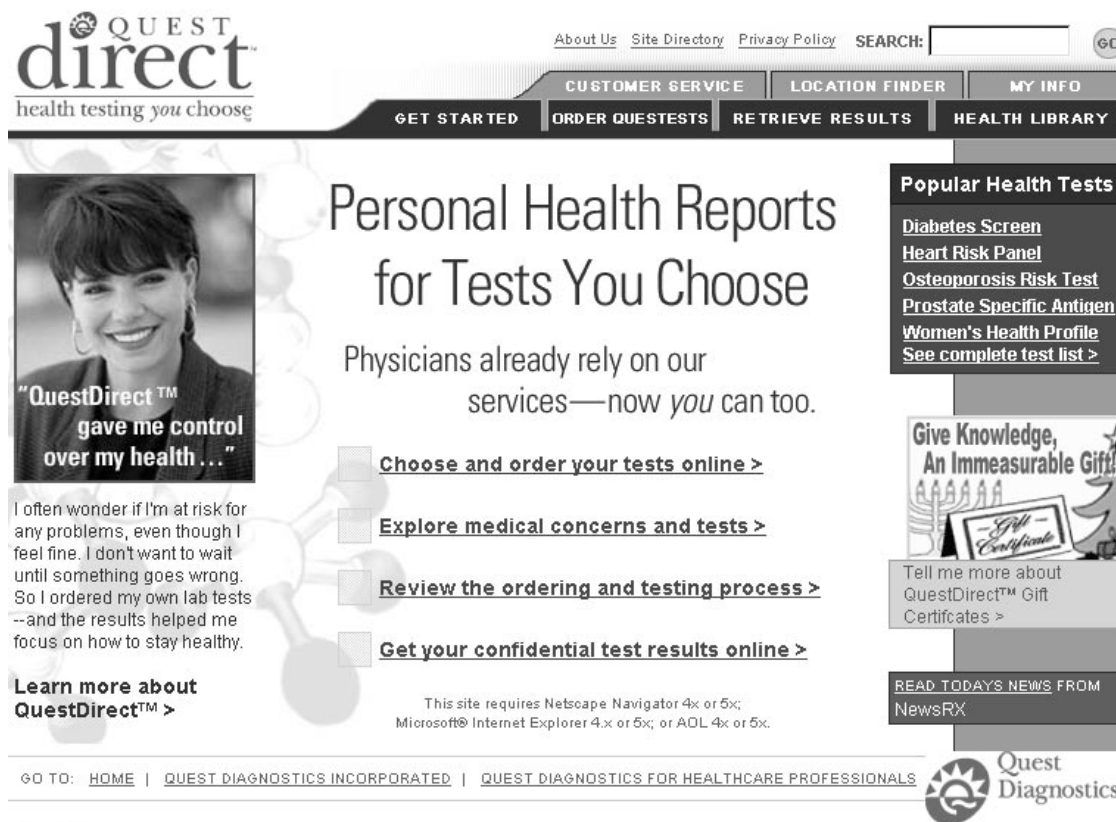 QUEST
direct™
health testing you choose
About Us Site Directory Privacy Policy SEARCH: GO
CUSTOMER SERVICE LOCATION FINDER MY INFO
GET STARTED ORDER QUESTESTS RETRIEVE RESULTS HEALTH LIBRARY
"QuestDirect™
gave me control
over my health..."
I often wonder if I'm at risk for
any problems, even though I
feel fine. I don't want to wait
until something goes wrong.
So I ordered my own lab tests
--and the results helped me
focus on how to stay healthy.
Learn more about
QuestDirect™ >
Personal Health Reports
for Tests You Choose
Physicians already rely on our
services—now you can too.
Choose and order your tests online >
Explore medical concerns and tests >
Review the ordering and testing process >
Get your confidential test results online >
This site requires Netscape Navigator 4x or 5x;
Microsoft® Internet Explorer 4.x or 5x; or AOL 4x or 5x.
Popular Health Tests
Diabetes Screen
Heart Risk Panel
Osteoporosis Risk Test
Prostate Specific Antigen
Women's Health Profile
See complete test list >
Give Knowledge,
An Immeasurable Gift!
Gift
Certificate
Tell me more about
QuestDirect™ Gift
Certifcates >
READ TODAYS NEWS FROM
NewsRX
GO TO: HOME | QUEST DIAGNOSTICS INCORPORATED | QUEST DIAGNOSTICS FOR HEALTHCARE PROFESSIONALS
Quest
Diagnostics